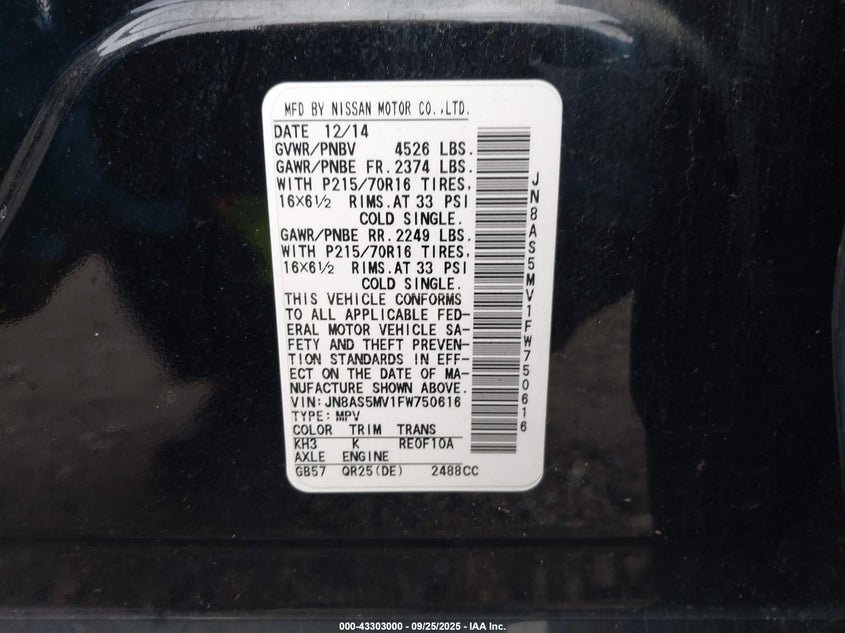 MFD BY NISSAN MOTOR CO.,LTD.
DATE 12/14
GVWR/PNBV 4526 LBS.
GAWR/PNBE FR. 2374 LBS.
WITH P215/70R16 TIRES,
16X6½ RIMS. AT 33 PSI
COLD SINGLE.
GAWR/PNBE RR. 2249 LBS.
WITH P215/70R16 TIRES,
16X6½ RIMS. AT 33 PSI
COLD SINGLE.
THIS VEHICLE CONFORMS
TO ALL APPLICABLE FED-
ERAL MOTOR VEHICLE SA-
FETY AND THEFT PREVEN-
TION STANDARDS IN EFF-
ECT ON THE DATE OF MA-
NUFACTURE SHOWN ABOVE.
VIN: JN8AS5MV1FW750616
TYPE: MPV
COLOR TRIM TRANS
KH3 K RE0F10A
AXLE ENGINE
GB57 QR25(DE) 2488CC
JN8AS5MV1FW750616
000-43303000 - 09/25/2025 - IAA Inc.